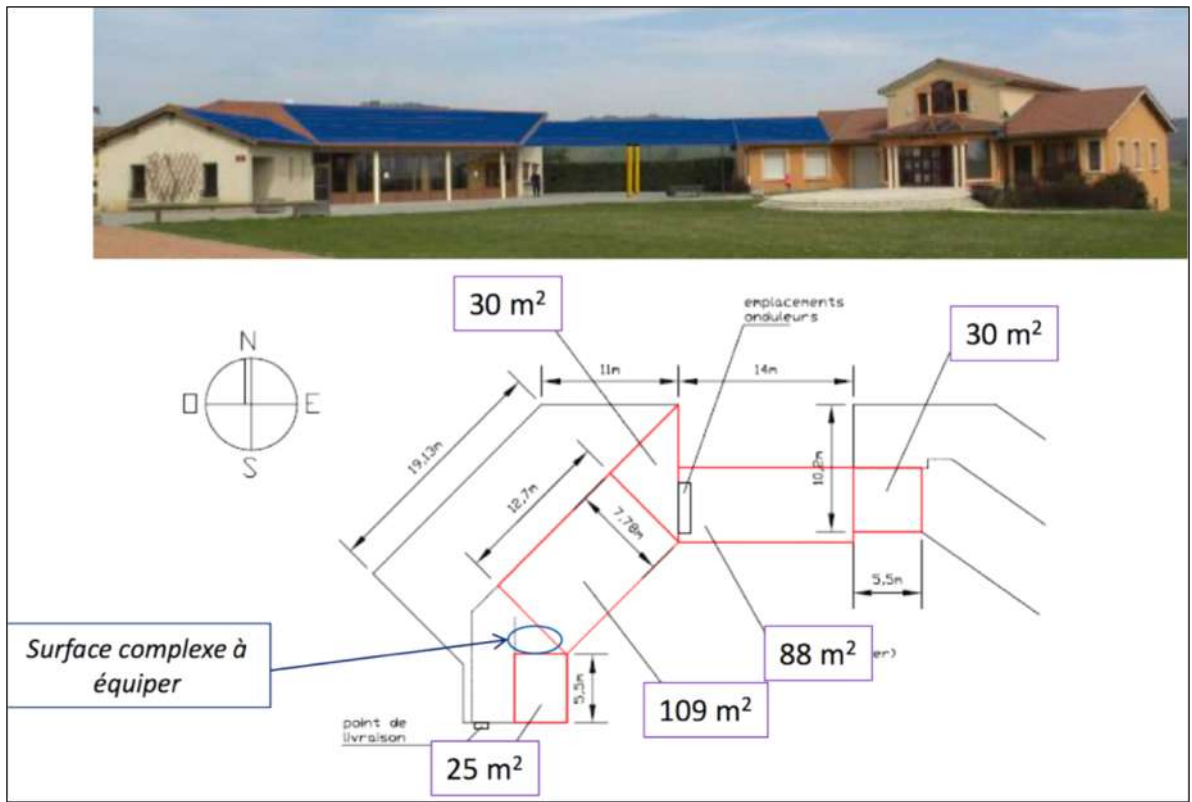 30 m²
emplacements
onduleurs
30 m²
N
O
E
S
11m
14m
19,13m
12,7m
7,78m
10,2m
5,5m
Surface complexe à
équiper
88 m²
er)
5,5m
109 m²
point de
livraison
25 m²